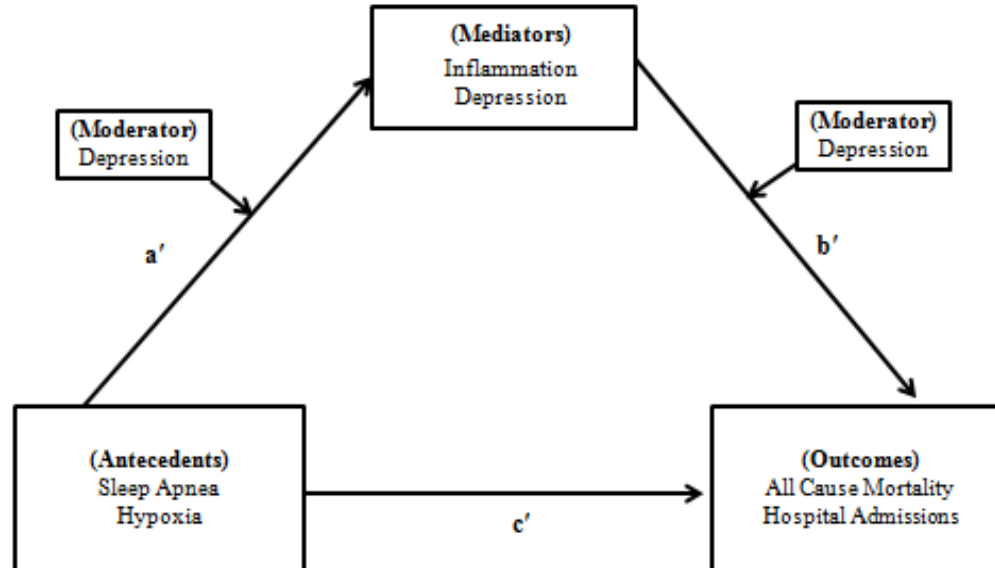 (Mediators)
Inflammation
Depression
(Moderator)
Depression
(Moderator)
Depression
a′
b′
(Antecedents)
Sleep Apnea
Hypoxia
(Outcomes)
All Cause Mortality
Hospital Admissions
c′